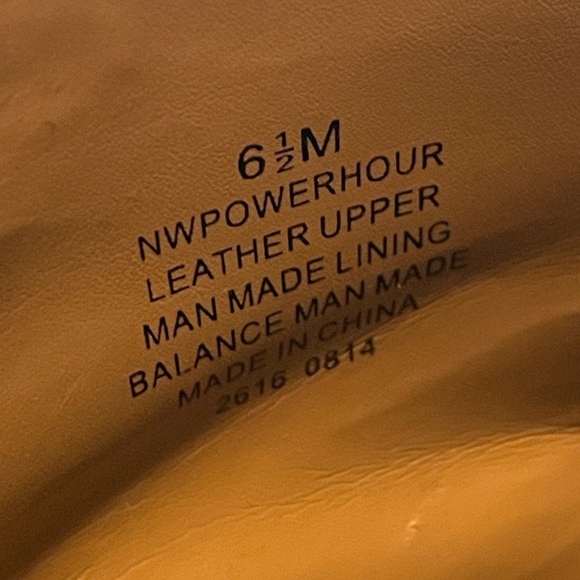 6½M
NWPOWERHOUR
LEATHER UPPER
MAN MADE LINING
BALANCE MAN MADE
MADE IN CHINA
2616 0814